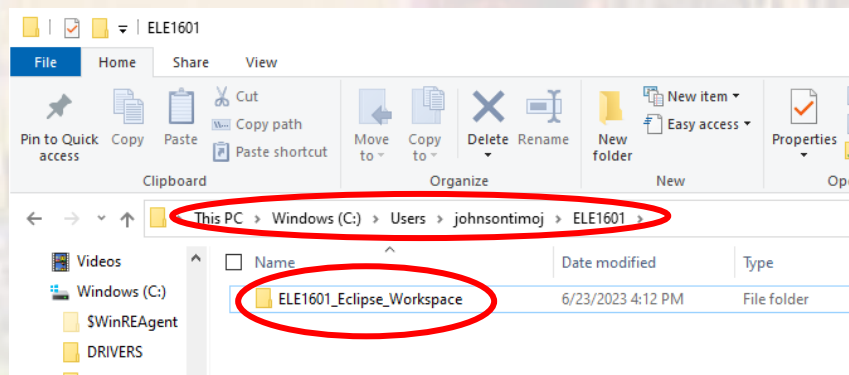 ELE1601
File Home Share View
Pin to Quick access
Copy
Paste
Cut
Copy path
Paste shortcut
Clipboard
Move to
Copy to
Delete
Rename
Organize
New folder
New item
Easy access
New
Properties
Op
This PC > Windows (C:) > Users > johnsontimoj > ELE1601 >
Videos
Windows (C:)
$WinREAgent
DRIVERS
Name Date modified Type
ELE1601_Eclipse_Workspace 6/23/2023 4:12 PM File folder